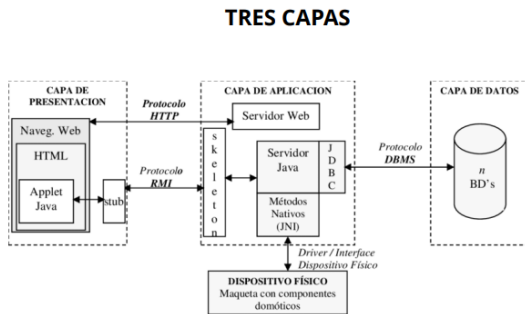 TRES CAPAS
CAPA DE
PRESENTACION
Naveg. Web
HTML
Applet
Java
stub
Protocolo
HTTP
Protocolo
RMI
CAPA DE APLICACION
Servidor Web
s
k
e
l
e
t
o
n
Servidor
Java
J
D
B
C
Métodos
Nativos
(JNI)
Protocolo
DBMS
CAPA DE DATOS
n
BD's
Driver / Interface
Dispositivo Físico
DISPOSITIVO FÍSICO
Maqueta con componentes
domóticos